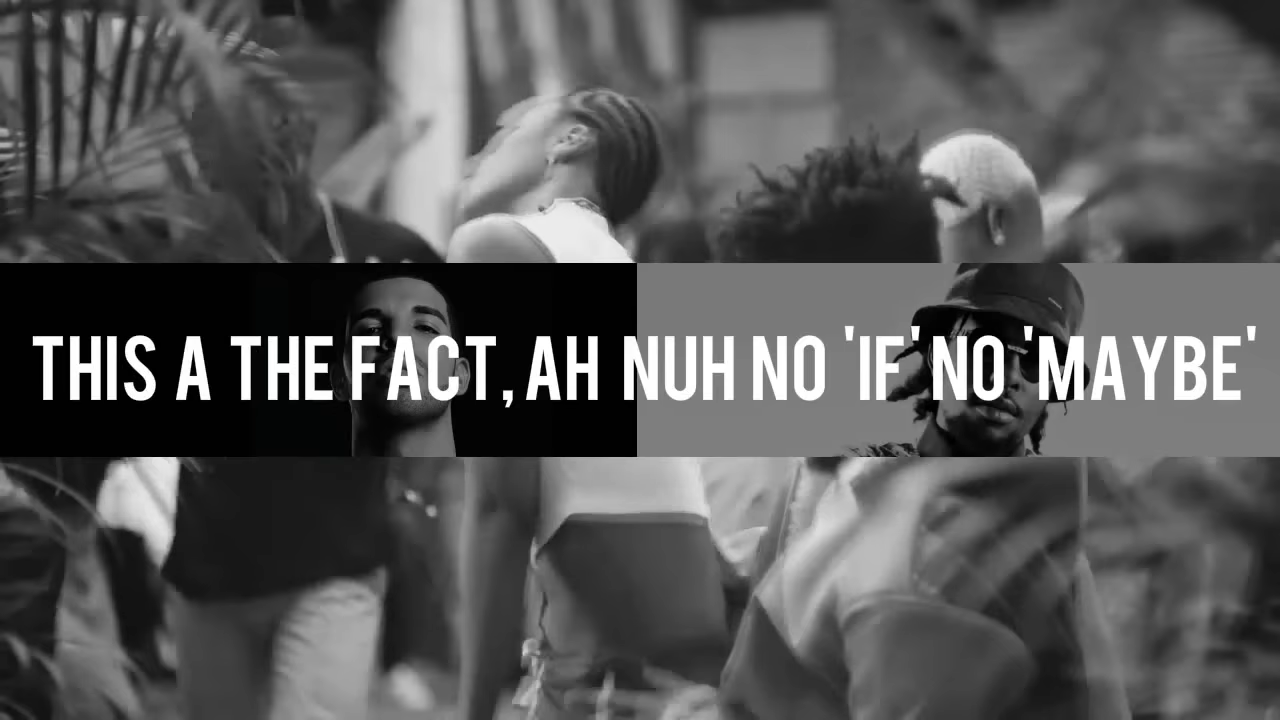 THIS A THE FACT, AH NUH NO 'IF' NO 'MAYBE'